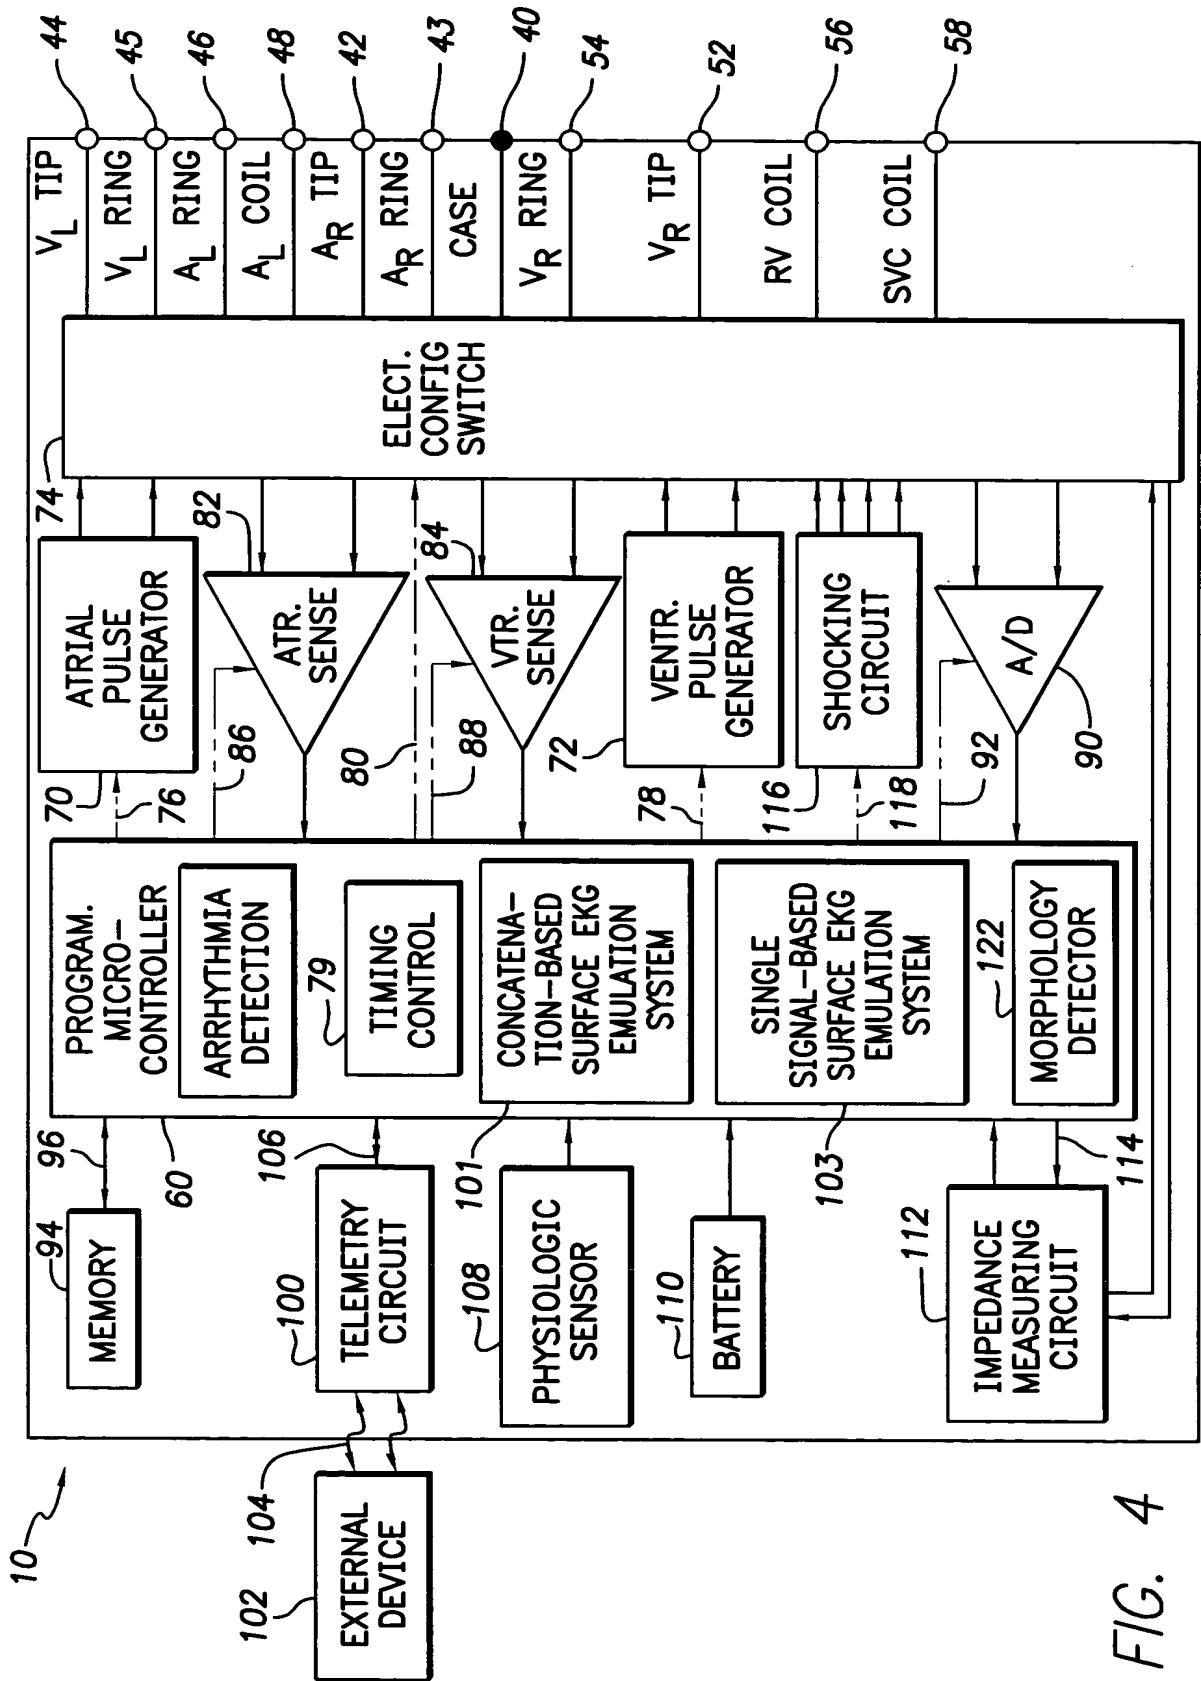 10
44
45
46
48
42
43
40
54
52
56
58
V_L TIP
V_L RING
A_L RING
A_L COIL
A_R TIP
A_R RING
CASE
V_R RING
V_R TIP
RV COIL
SVC COIL
74
ELECT.
CONFIG
SWITCH
ATRIAL
PULSE
GENERATOR
70
76
82
ATR.
SENSE
86
80
84
VTR.
SENSE
88
VENTR.
PULSE
GENERATOR
72
78
SHOCKING
CIRCUIT
116
118
A/D
92
90
PROGRAM.
MICRO-
CONTROLLER
60
ARRHYTHMIA
DETECTION
79
TIMING
CONTROL
CONCATENA-
TION-BASED
SURFACE EKG
EMULATION
SYSTEM
101
SINGLE
SIGNAL-BASED
SURFACE EKG
EMULATION
SYSTEM
103
122
MORPHOLOGY
DETECTOR
96
94
MEMORY
106
100
TELEMETRY
CIRCUIT
108
PHYSIOLOGIC
SENSOR
110
BATTERY
112
114
IMPEDANCE
MEASURING
CIRCUIT
104
102
EXTERNAL
DEVICE
FIG. 4